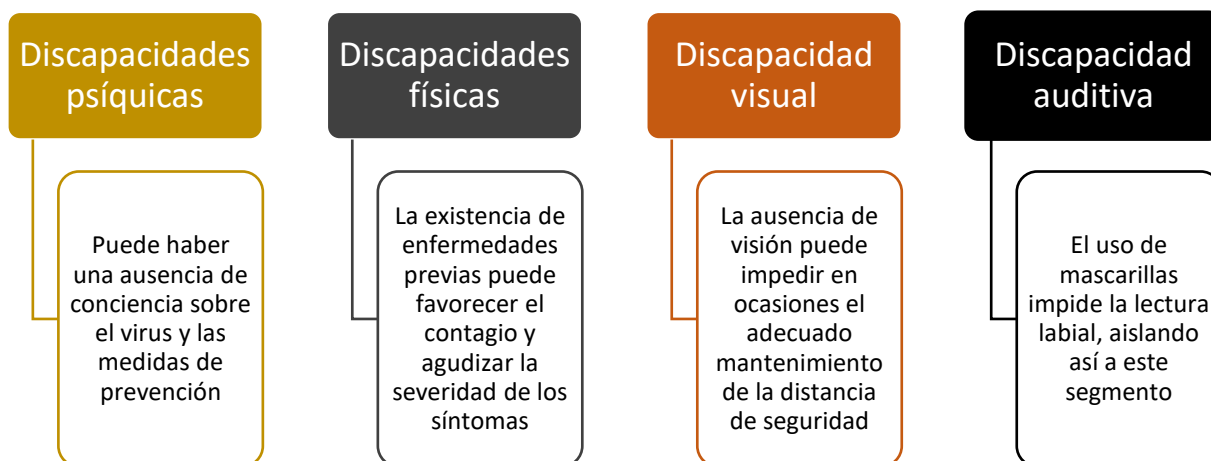 Discapacidades
psíquicas
Puede haber
una ausencia de
conciencia sobre
el virus y las
medidas de
prevención
Discapacidades
físicas
La existencia de
enfermedades
previas puede
favorecer el
contagio y
agudizar la
severidad de los
síntomas
Discapacidad
visual
La ausencia de
visión puede
impedir en
ocasiones el
adecuado
mantenimiento
de la distancia
de seguridad
Discapacidad
auditiva
El uso de
mascarillas
impide la lectura
labial, aislando
así a este
segmento